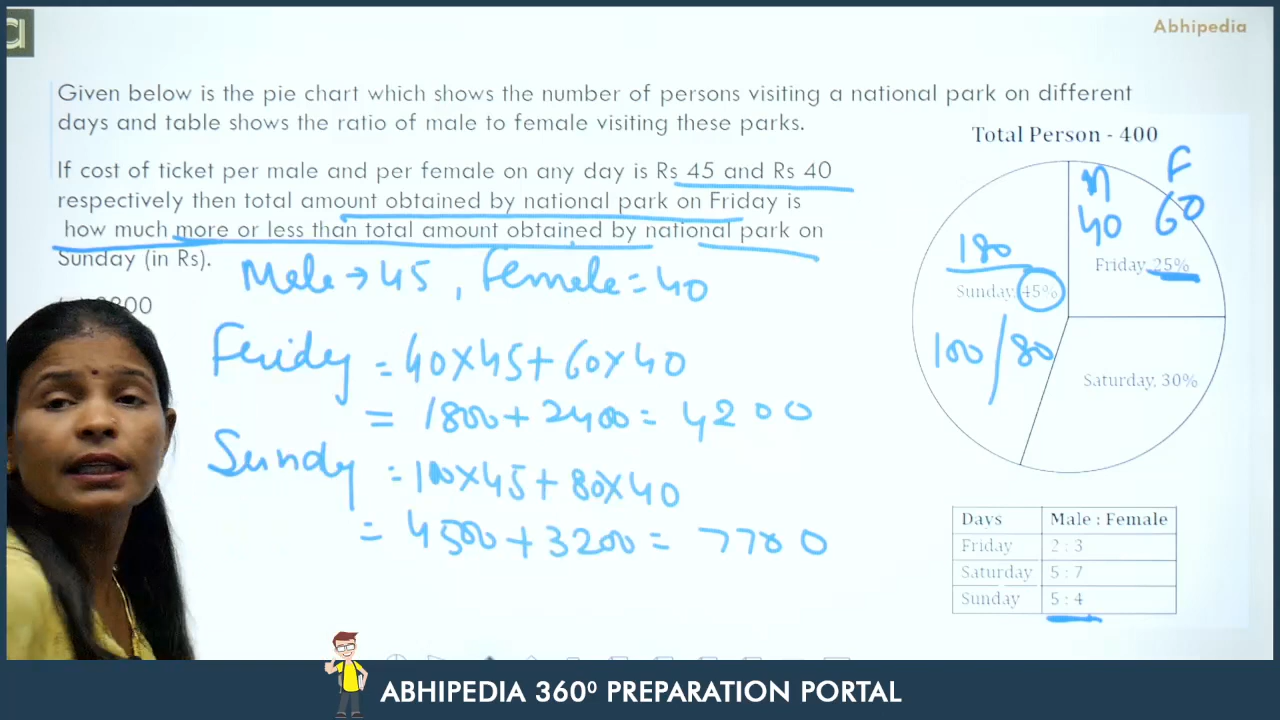 a
Abhipedia
Given below is the pie chart which shows the number of persons visiting a national park on different
days and table shows the ratio of male to female visiting these parks.
Total Person - 400
If cost of ticket per male and per female on any day is Rs 45 and Rs 40
respectively then total amount obtained by national park on Friday is
how much more or less than total amount obtained by national park on
Sunday (in Rs).
800
M F
40 60
Friday, 25%
180
Sunday, 45%
100/80
Saturday, 30%
Male → 45, Female = 40
Feridy = 40×45+60×40
= 1800+2400= 4200
Sundy = 100×45+80×40
= 4500+3200= 7700
Days Male : Female
Friday 2 : 3
Saturday 5 : 7
Sunday 5 : 4
ABHIPEDIA 360⁰ PREPARATION PORTAL